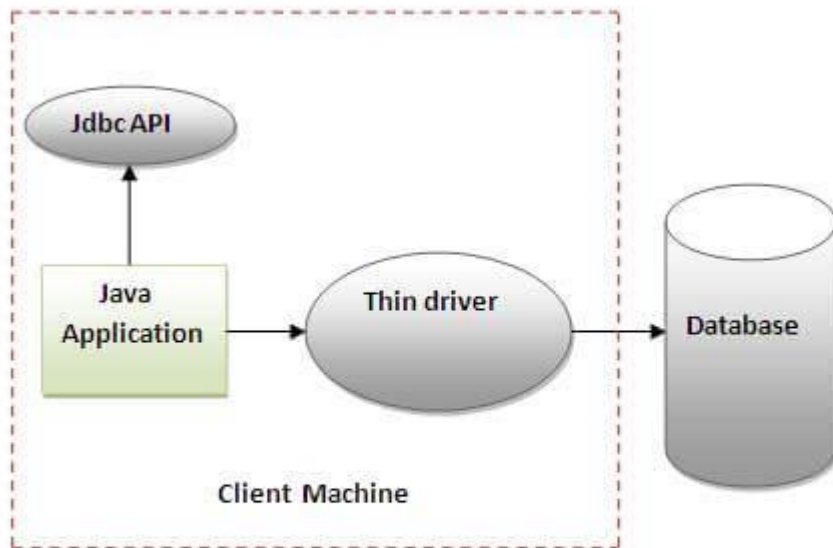 Jdbc API
Java
Application
Thin driver
Database
Client Machine